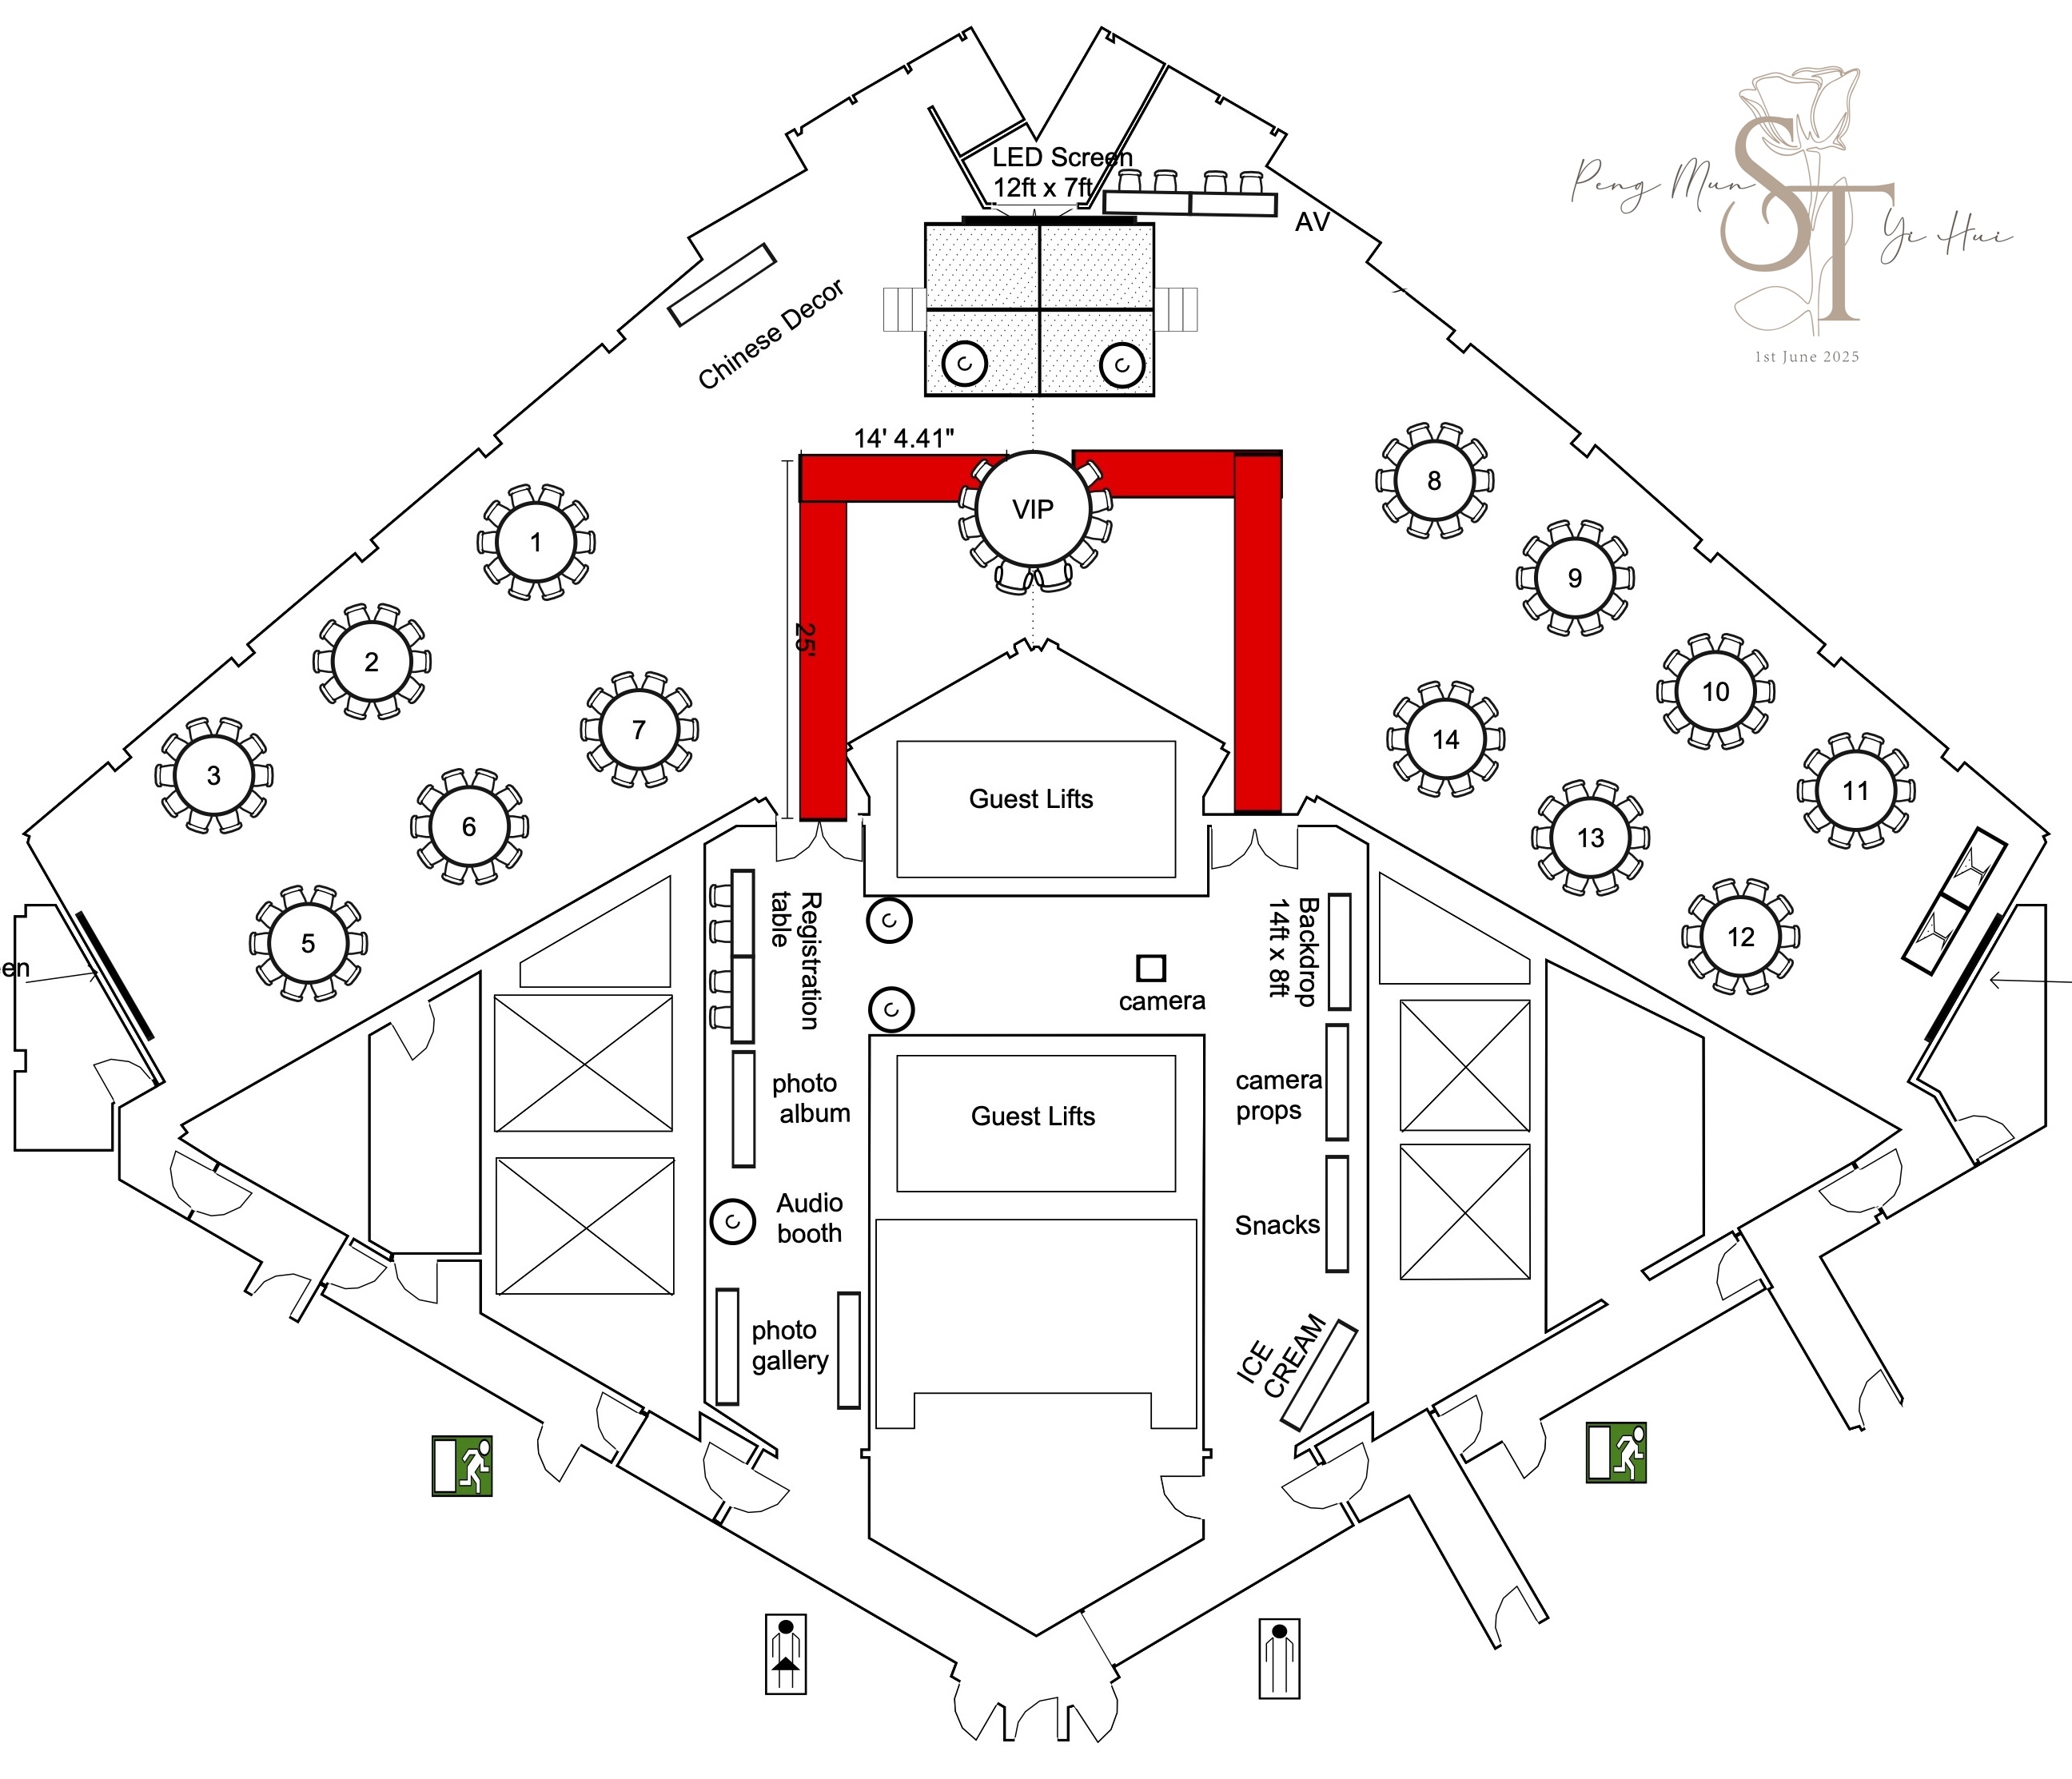 LED Screen
12ft x 7ft
AV
Peng Mun
ST
Yi Hui
1st June 2025
Chinese Decor
C
C
14' 4.41"
VIP
25'
1
2
3
5
6
7
8
9
10
11
12
13
14
Guest Lifts
Registration
table
C
C
Backdrop
14ft x 8ft
camera
een
photo
album
Guest Lifts
camera
props
Audio
booth
C
Snacks
photo
gallery
ICE
CREAM